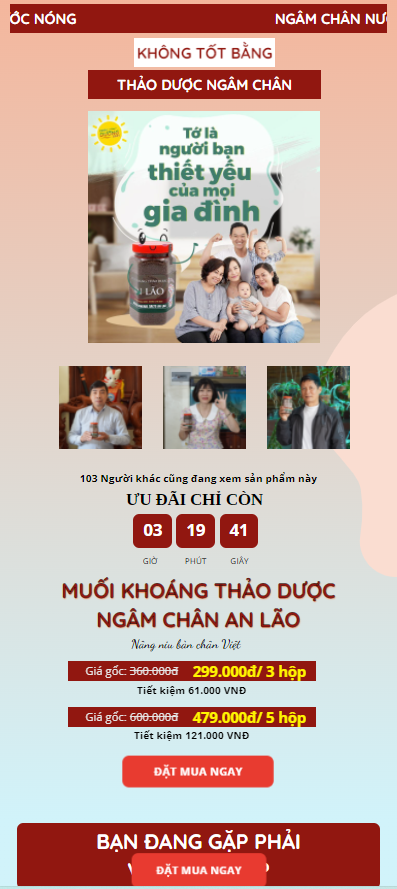 ỚC NÓNG NGÂM CHÂN NƯ
KHÔNG TỐT BẰNG
THẢO DƯỢC NGÂM CHÂN
Tớ là
người bạn
thiết yếu
của mọi
gia đình
LÃO
103 Người khác cũng đang xem sản phẩm này
ƯU ĐÃI CHỈ CÒN
03 19 41
GIỜ PHÚT GIÂY
MUỐI KHOÁNG THẢO DƯỢC
NGÂM CHÂN AN LÃO
Nâng niu bàn chân Việt
Giá gốc: 360.000đ 299.000đ/ 3 hộp
Tiết kiệm 61.000 VNĐ
Giá gốc: 600.000đ 479.000đ/ 5 hộp
Tiết kiệm 121.000 VNĐ
ĐẶT MUA NGAY
BẠN ĐANG GẶP PHẢI
ĐẶT MUA NGAY